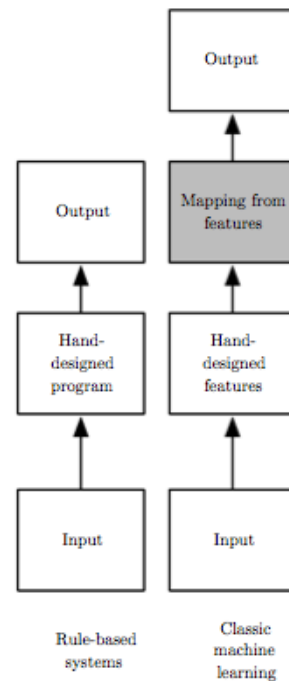 Output
Mapping from
features
Output
Hand-
designed
program
Hand-
designed
features
Input
Input
Rule-based
systems
Classic
machine
learning